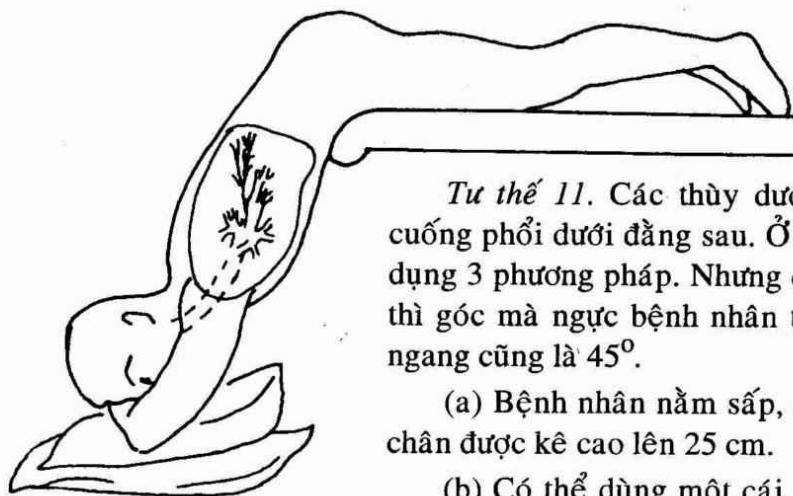 Tư thế 11. Các thùy dướ
cuống phổi dưới đằng sau. Ở
dụng 3 phương pháp. Nhưng
thì góc mà ngực bệnh nhân t
ngang cũng là 45⁰.
(a) Bệnh nhân nằm sấp,
chân được kê cao lên 25 cm.
(b) Có thể dùng một cái